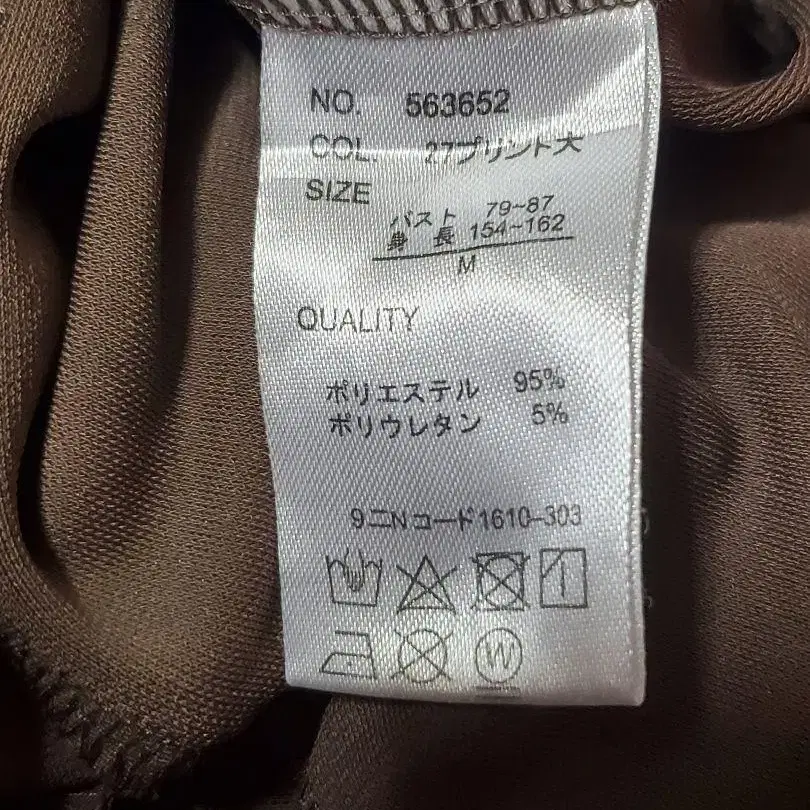 NO. 563652
COL. 27プリント大
SIZE
バスト 79~87
身 長 154~162
M
QUALITY
ポリエステル 95%
ポリウレタン 5%
9ニNコード1610-303
W